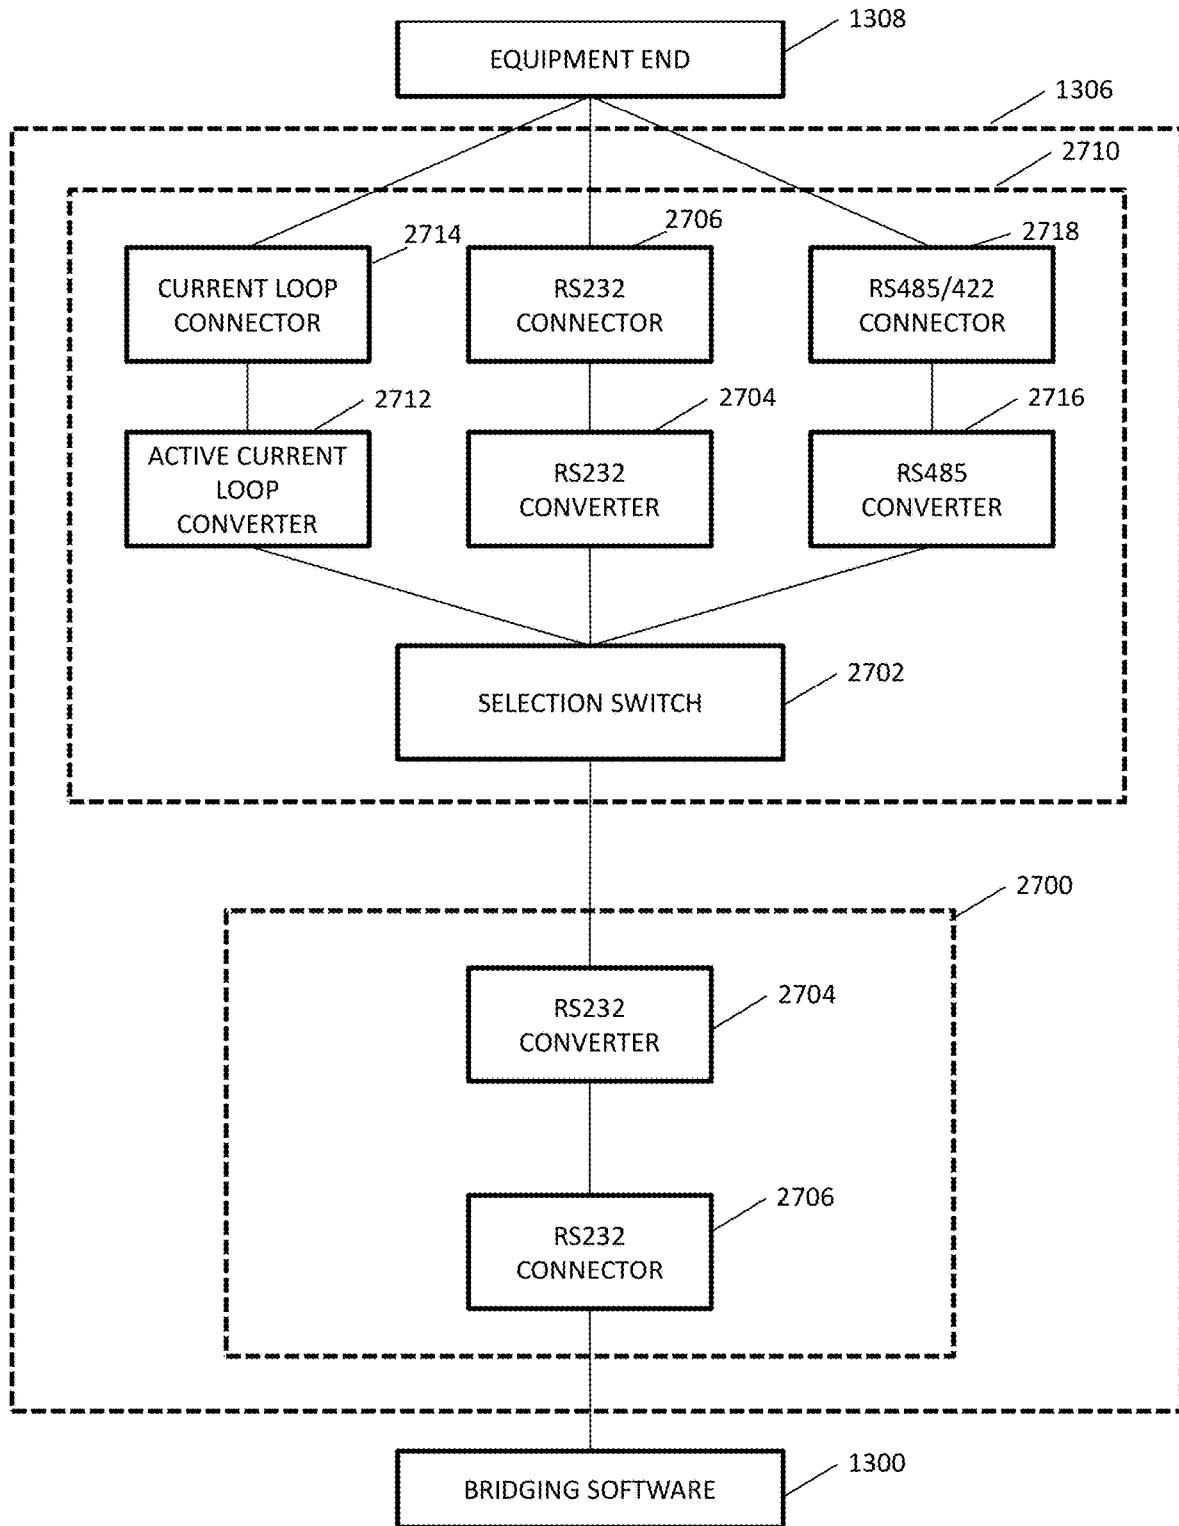 1308
EQUIPMENT END
1306
2710
2714
2706
2718
CURRENT LOOP
CONNECTOR
RS232
CONNECTOR
RS485/422
CONNECTOR
2712
2704
2716
ACTIVE CURRENT
LOOP
CONVERTER
RS232
CONVERTER
RS485
CONVERTER
SELECTION SWITCH
2702
2700
RS232
CONVERTER
2704
RS232
CONNECTOR
2706
BRIDGING SOFTWARE
1300